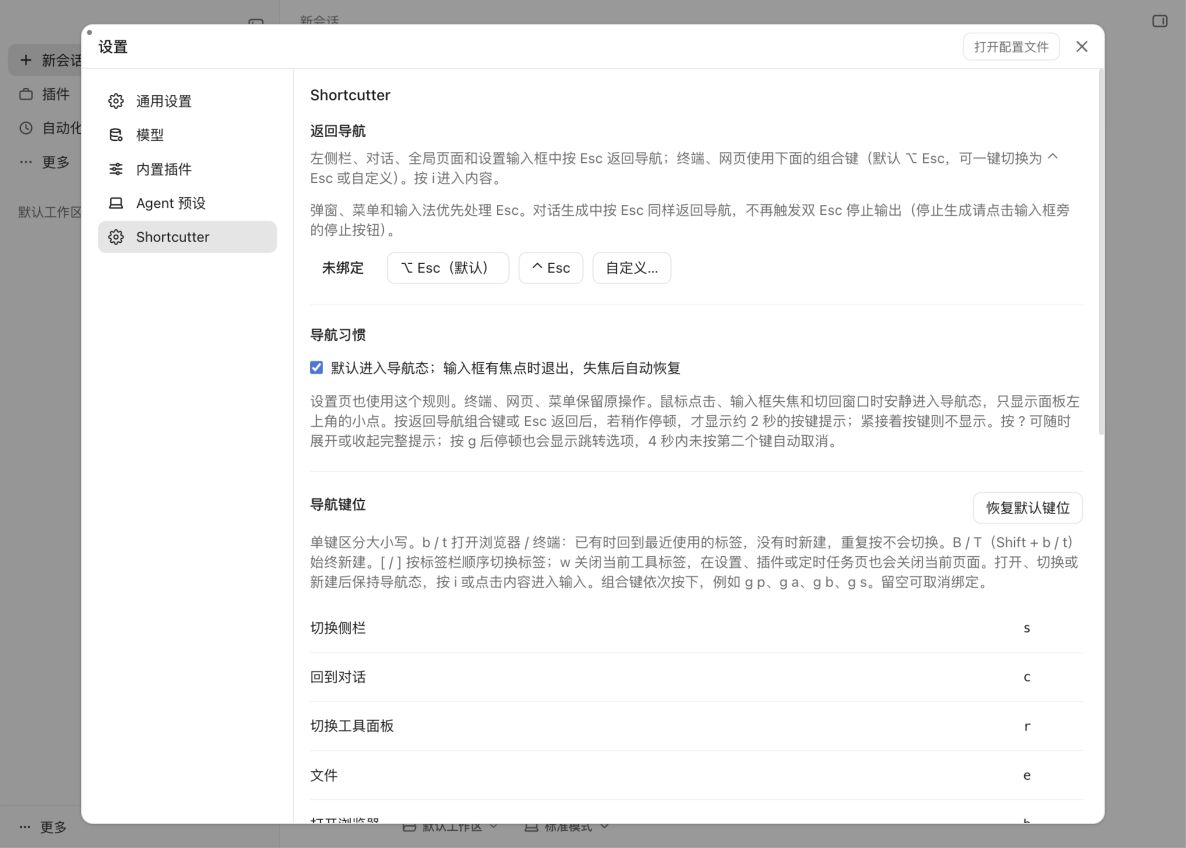 新会话
新会话
插件
自动化
更多
默认工作区
更多
设置
打开配置文件
通用设置
模型
内置插件
Agent 预设
Shortcutter
Shortcutter
返回导航
左侧栏、对话、全局页面和设置输入框中按 Esc 返回导航；终端、网页使用下面的组合键（默认 ⌥ Esc，可一键切换为 ^
Esc 或自定义）。按 i 进入内容。
弹窗、菜单和输入法优先处理 Esc。对话生成中按 Esc 同样返回导航，不再触发双 Esc 停止输出（停止生成请点击输入框旁
的停止按钮）。
未绑定
⌥ Esc（默认）
^ Esc
自定义...
导航习惯
默认进入导航态；输入框有焦点时退出，失焦后自动恢复
设置页也使用这个规则。终端、网页、菜单保留原操作。鼠标点击、输入框失焦和切回窗口时安静进入导航态，只显示面板左
上角的小点。按返回导航组合键或 Esc 返回后，若稍作停顿，才显示约 2 秒的按键提示；紧接着按键则不显示。按 ? 可随时
展开或收起完整提示；按 g 后停顿也会显示跳转选项，4 秒内未按第二个键自动取消。
导航键位
恢复默认键位
单键区分大小写。b / t 打开浏览器 / 终端：已有时回到最近使用的标签，没有时新建，重复按不会切换。B / T（Shift + b / t）
始终新建。[ / ] 按标签栏顺序切换标签；w 关闭当前工具标签，在设置、插件或定时任务页也会关闭当前页面。打开、切换或
新建后保持导航态，按 i 或点击内容进入输入。组合键依次按下，例如 g p、g a、g b、g s。留空可取消绑定。
切换侧栏 s
回到对话 c
切换工具面板 r
文件 e
打开浏览器 b
默认工作区
标准模式